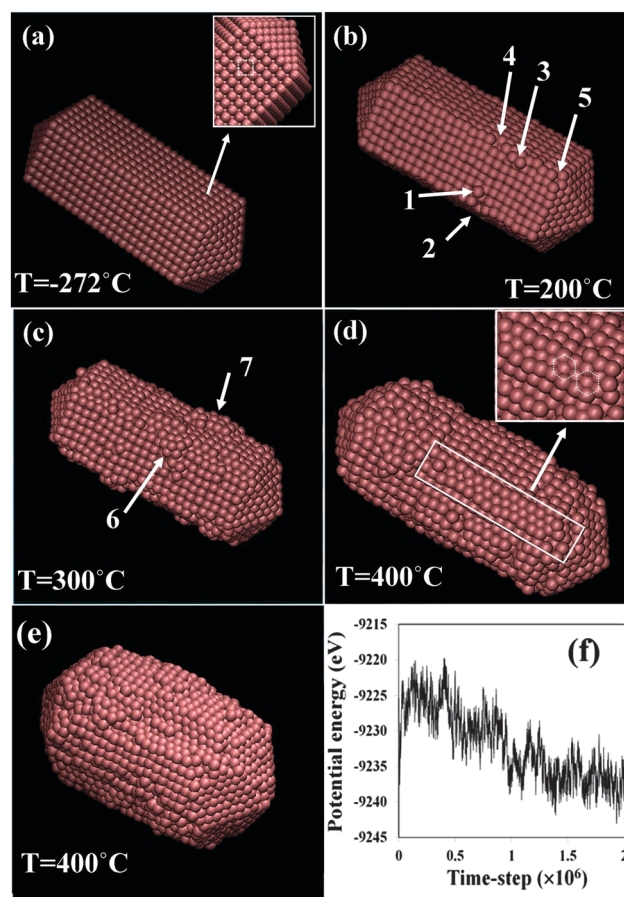 (a)
T=-272°C
(b)
4
3
5
1
2
T=200°C
(c)
7
6
T=300°C
(d)
T=400°C
(e)
T=400°C
(f)
Potential energy (eV)
-9215
-9220
-9225
-9230
-9235
-9240
-9245
0
0.5
1
1.5
2
Time-step (×10⁶)